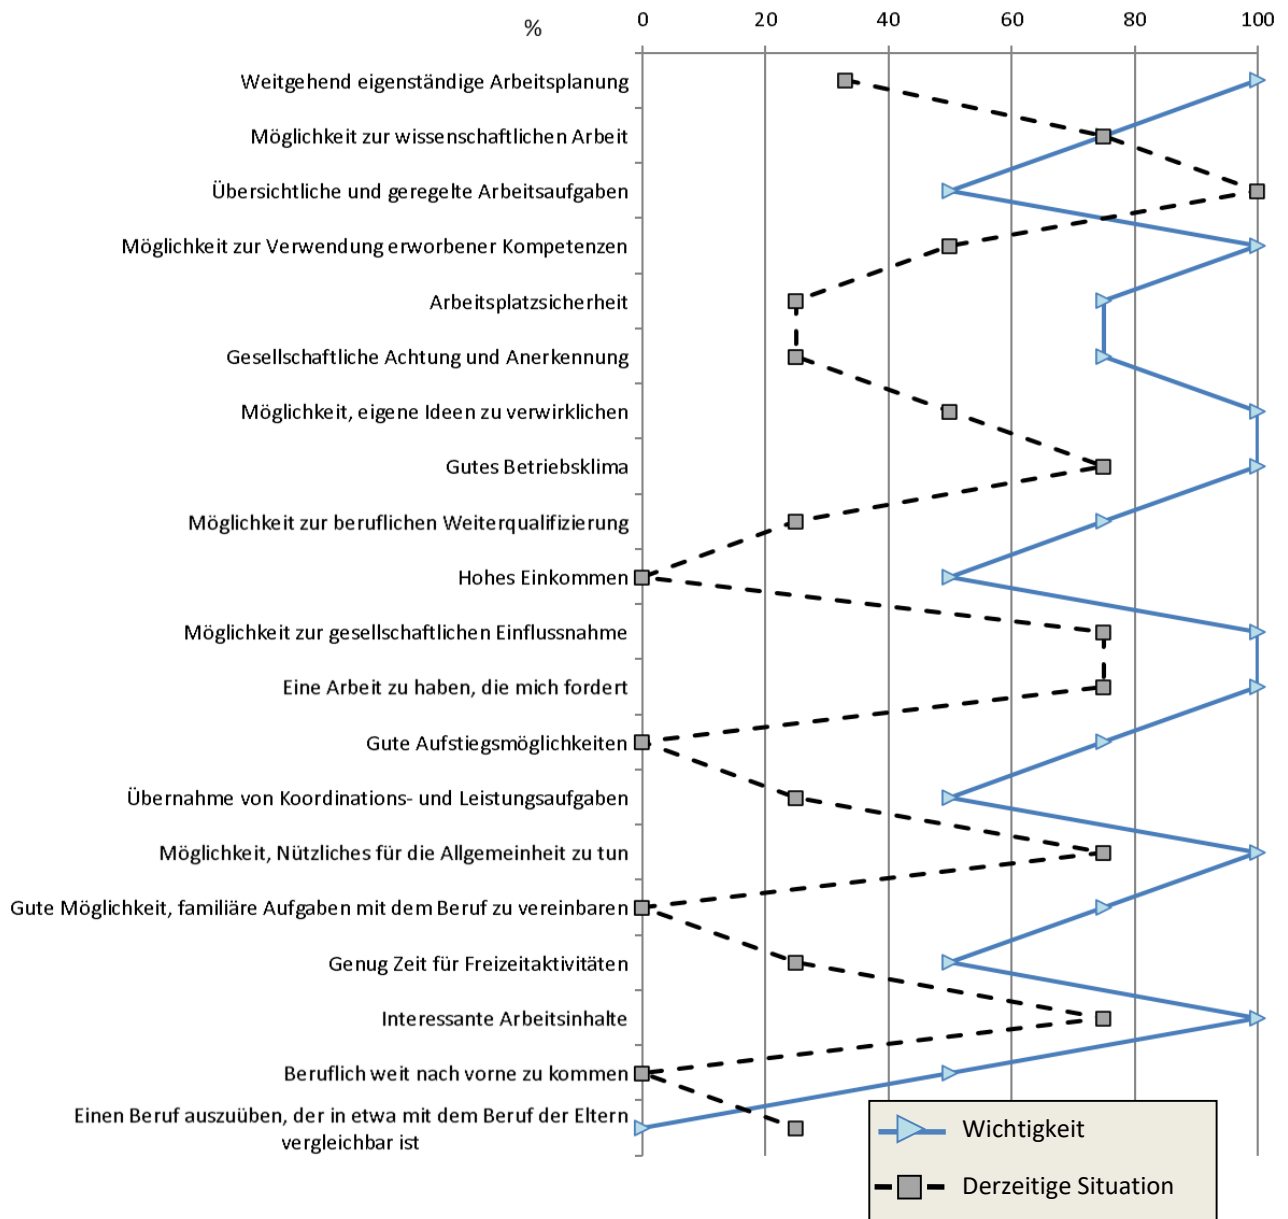 % 0 20 40 60 80 100
Weitgehend eigenständige Arbeitsplanung
Möglichkeit zur wissenschaftlichen Arbeit
Übersichtliche und geregelte Arbeitsaufgaben
Möglichkeit zur Verwendung erworbener Kompetenzen
Arbeitsplatzsicherheit
Gesellschaftliche Achtung und Anerkennung
Möglichkeit, eigene Ideen zu verwirklichen
Gutes Betriebsklima
Möglichkeit zur beruflichen Weiterqualifizierung
Hohes Einkommen
Möglichkeit zur gesellschaftlichen Einflussnahme
Eine Arbeit zu haben, die mich fordert
Gute Aufstiegsmöglichkeiten
Übernahme von Koordinations- und Leistungsaufgaben
Möglichkeit, Nützliches für die Allgemeinheit zu tun
Gute Möglichkeit, familiäre Aufgaben mit dem Beruf zu vereinbaren
Genug Zeit für Freizeitaktivitäten
Interessante Arbeitsinhalte
Beruflich weit nach vorne zu kommen
Einen Beruf auszuüben, der in etwa mit dem Beruf der Eltern
vergleichbar ist
Wichtigkeit
Derzeitige Situation